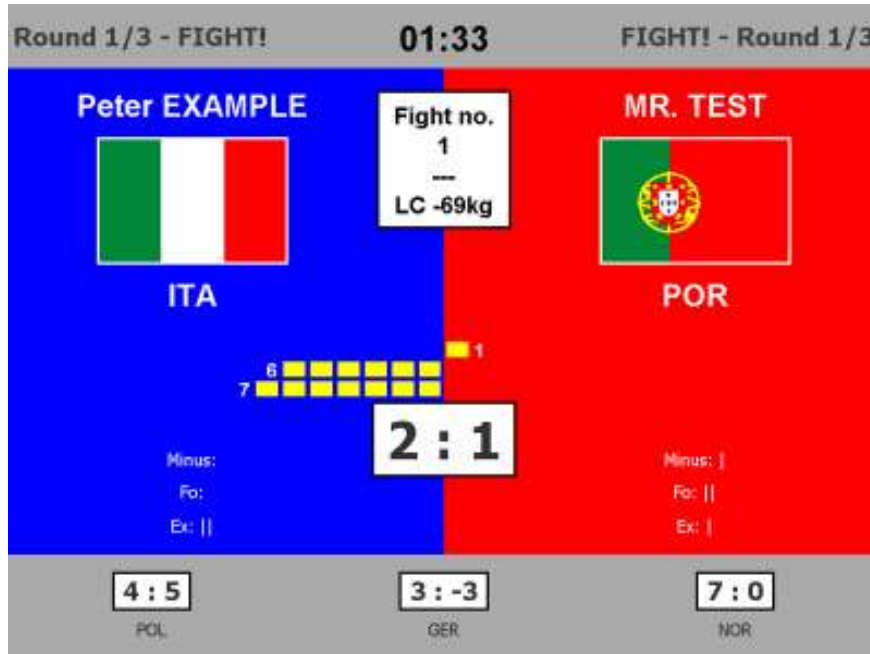 Round 1/3 - FIGHT!
01:33
FIGHT! - Round 1/3
Peter EXAMPLE
MR. TEST
Fight no.
1
---
LC -69kg
ITA
POR
1
6
7
2 : 1
Minus:
Fo:
Ex: ||
Minus: |
Fo: ||
Ex: |
4 : 5
3 : -3
7 : 0
POL
GER
NOR